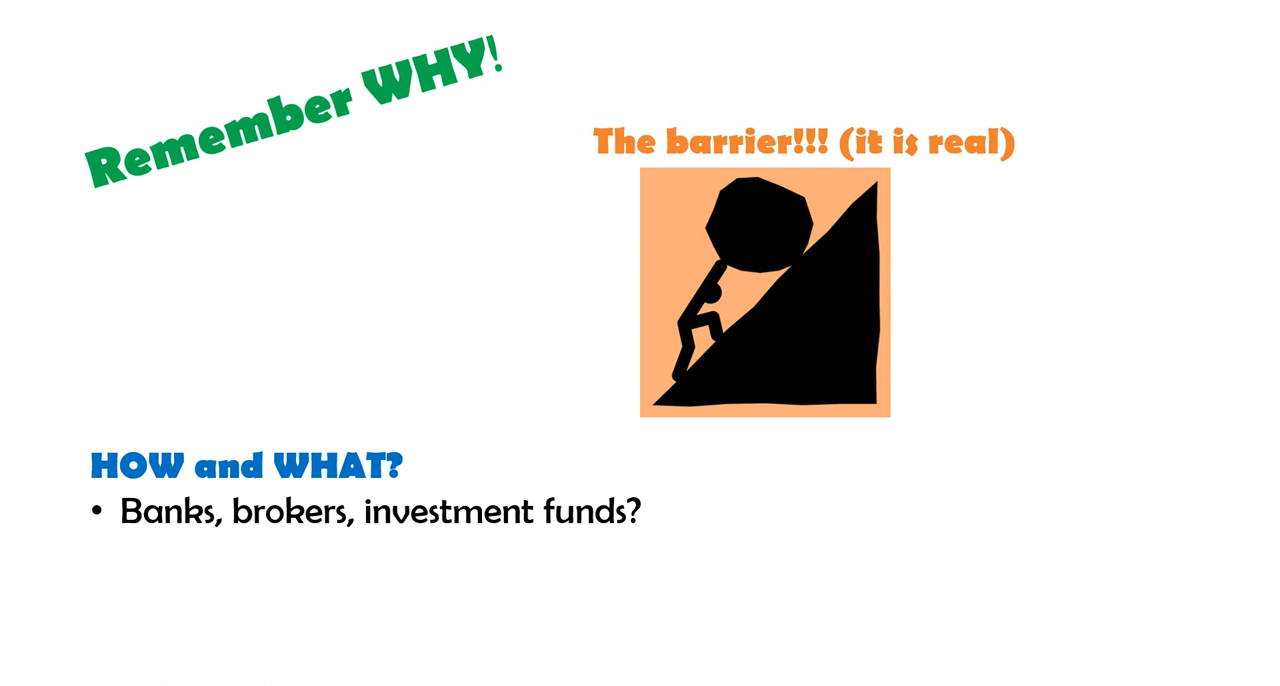 Remember WHY!
The barrier!!! (it is real)
HOW and WHAT?
• Banks, brokers, investment funds?